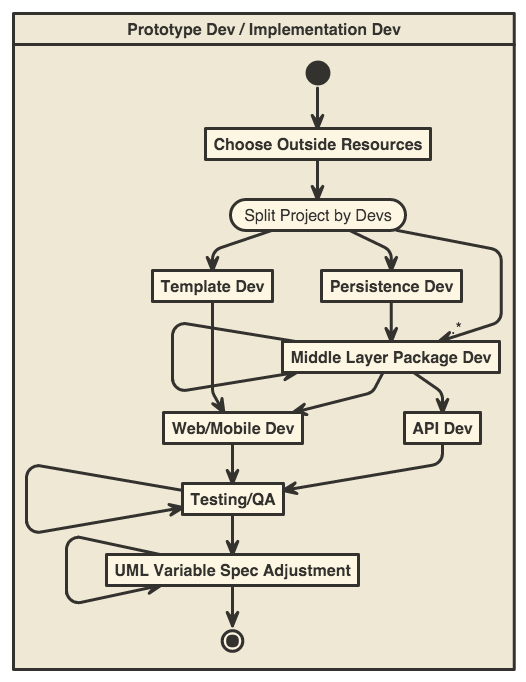 Prototype Dev / Implementation Dev
Choose Outside Resources
Split Project by Devs
Template Dev
Persistence Dev
.*
Middle Layer Package Dev
Web/Mobile Dev
API Dev
Testing/QA
UML Variable Spec Adjustment